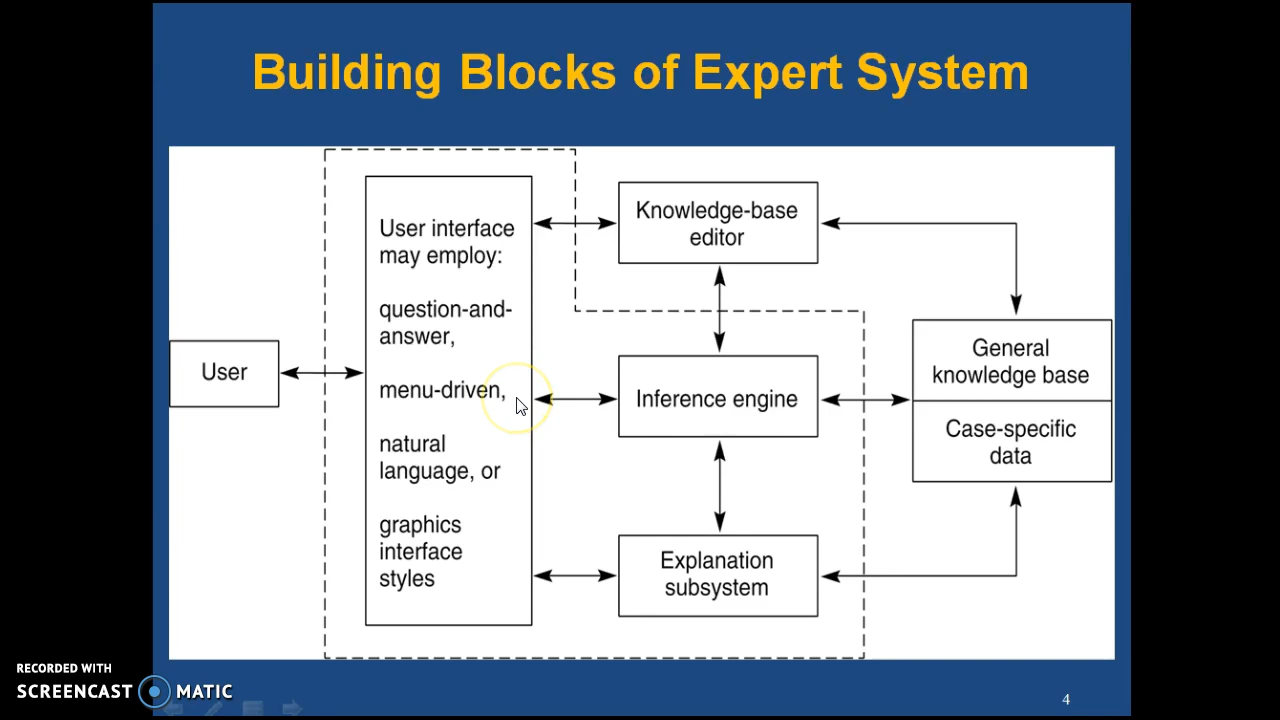 Building Blocks of Expert System
User interface
may employ:
question-and-
answer,
menu-driven,
natural
language, or
graphics
interface
styles
User
Knowledge-base
editor
Inference engine
Explanation
subsystem
General
knowledge base
Case-specific
data
RECORDED WITH
SCREENCAST MATIC
4